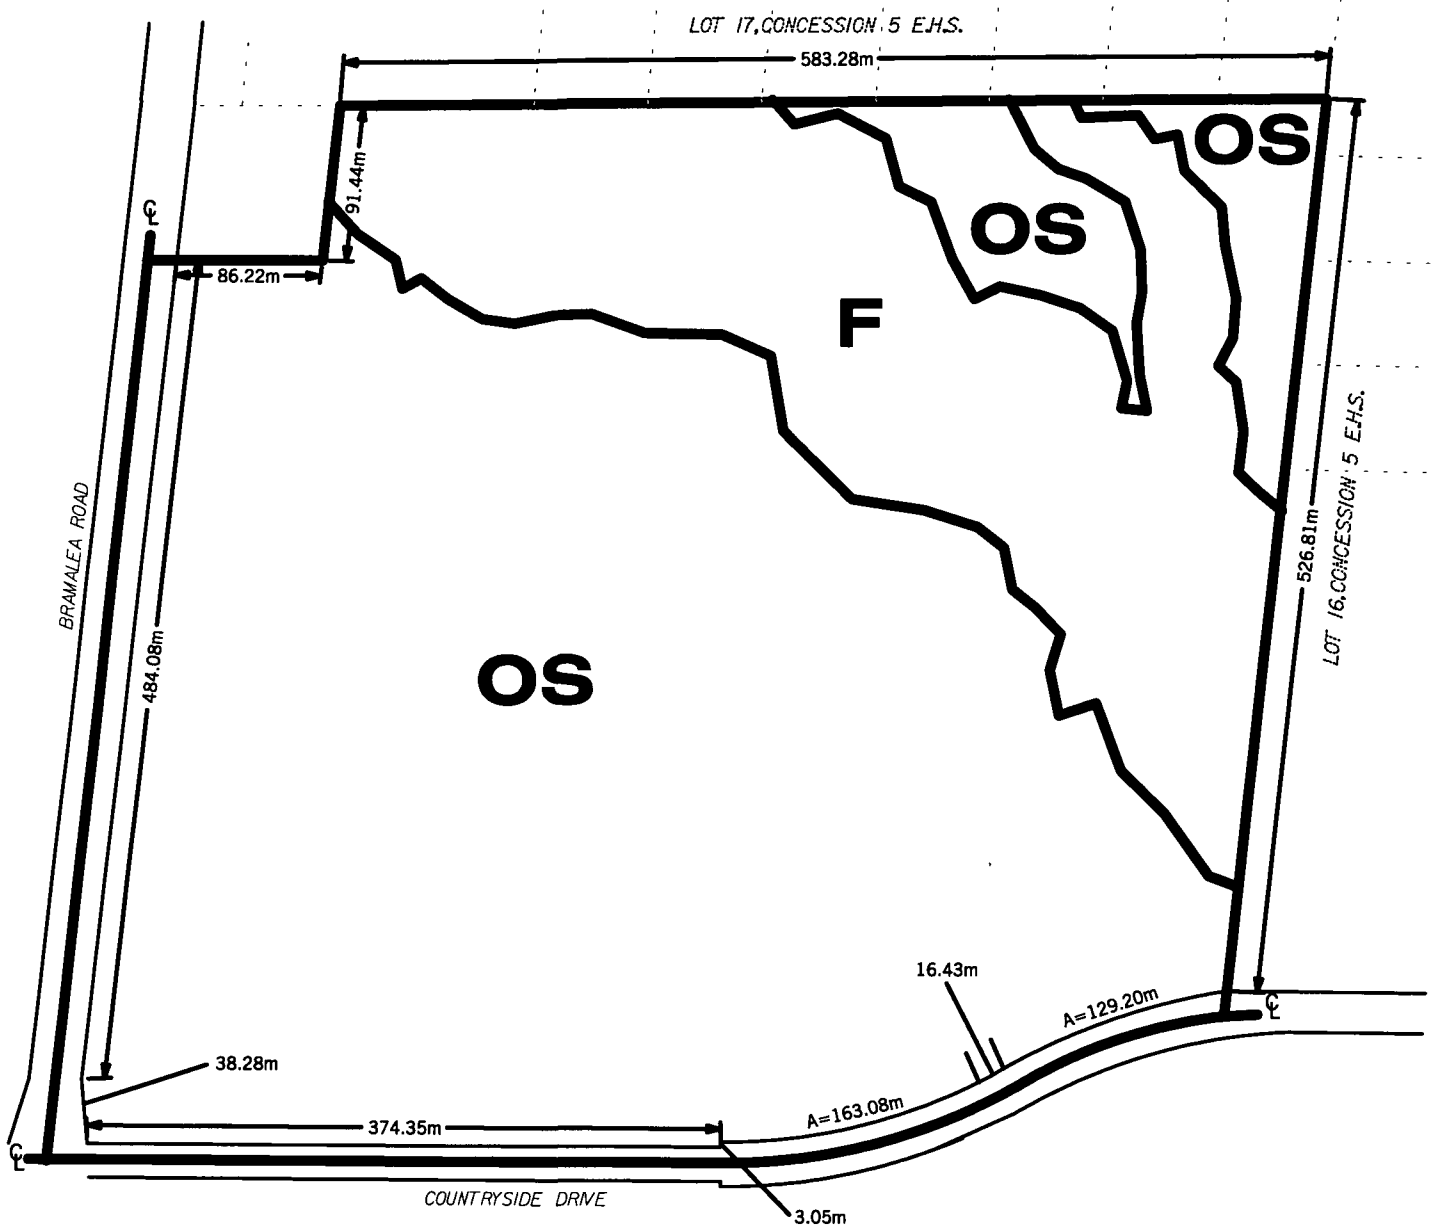 LOT 17, CONCESSION 5 E.H.S.
583.28m
OS
91.44m
OS
℄
86.22m
F
LOT 16, CONCESSION 5 E.H.S.
526.81m
BRAMALEA ROAD
484.08m
OS
16.43m
A=129.20m
℄
38.28m
A=163.08m
374.35m
℄
COUNTRYSIDE DRIVE
3.05m